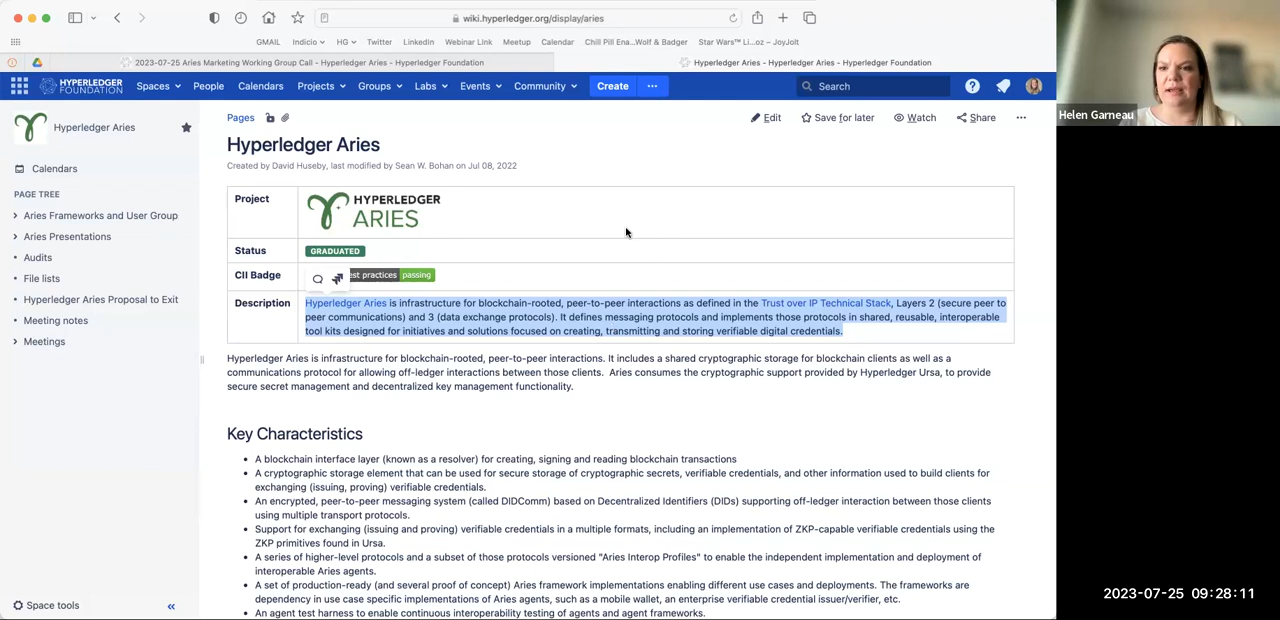 wiki.hyperledger.org/display/aries
GMAIL Indicio HG Twitter LinkedIn Webinar Link Meetup Calendar Chill Pill Ena...Wolf & Badger Star Wars™ Li...oz – JoyJolt
2023-07-25 Aries Marketing Working Group Call - Hyperledger Aries - Hyperledger Foundation
Hyperledger Aries - Hyperledger Aries - Hyperledger Foundation
HYPERLEDGER
FOUNDATION
Spaces People Calendars Projects Groups Labs Events Community Create ••• Search
Helen Garneau
Hyperledger Aries
Calendars
PAGE TREE
Aries Frameworks and User Group
Aries Presentations
Audits
File lists
Hyperledger Aries Proposal to Exit
Meeting notes
Meetings
Space tools
Pages
Edit Save for later Watch Share •••
Hyperledger Aries
Created by David Huseby, last modified by Sean W. Bohan on Jul 08, 2022
Project
HYPERLEDGER
ARIES
Status GRADUATED
CII Badge est practices passing
Description Hyperledger Aries is infrastructure for blockchain-rooted, peer-to-peer interactions as defined in the Trust over IP Technical Stack, Layers 2 (secure peer to
peer communications) and 3 (data exchange protocols). It defines messaging protocols and implements those protocols in shared, reusable, interoperable
tool kits designed for initiatives and solutions focused on creating, transmitting and storing verifiable digital credentials.
Hyperledger Aries is infrastructure for blockchain-rooted, peer-to-peer interactions. It includes a shared cryptographic storage for blockchain clients as well as a
communications protocol for allowing off-ledger interactions between those clients. Aries consumes the cryptographic support provided by Hyperledger Ursa, to provide
secure secret management and decentralized key management functionality.
Key Characteristics
• A blockchain interface layer (known as a resolver) for creating, signing and reading blockchain transactions
• A cryptographic storage element that can be used for secure storage of cryptographic secrets, verifiable credentials, and other information used to build clients for
exchanging (issuing, proving) verifiable credentials.
• An encrypted, peer-to-peer messaging system (called DIDComm) based on Decentralized Identifiers (DIDs) supporting off-ledger interaction between those clients
using multiple transport protocols.
• Support for exchanging (issuing and proving) verifiable credentials in a multiple formats, including an implementation of ZKP-capable verifiable credentials using the
ZKP primitives found in Ursa.
• A series of higher-level protocols and a subset of those protocols versioned "Aries Interop Profiles" to enable the independent implementation and deployment of
interoperable Aries agents.
• A set of production-ready (and several proof of concept) Aries framework implementations enabling different use cases and deployments. The frameworks are
dependency in use case specific implementations of Aries agents, such as a mobile wallet, an enterprise verifiable credential issuer/verifier, etc.
• An agent test harness to enable continuous interoperability testing of agents and agent frameworks.
2023-07-25 09:28:11